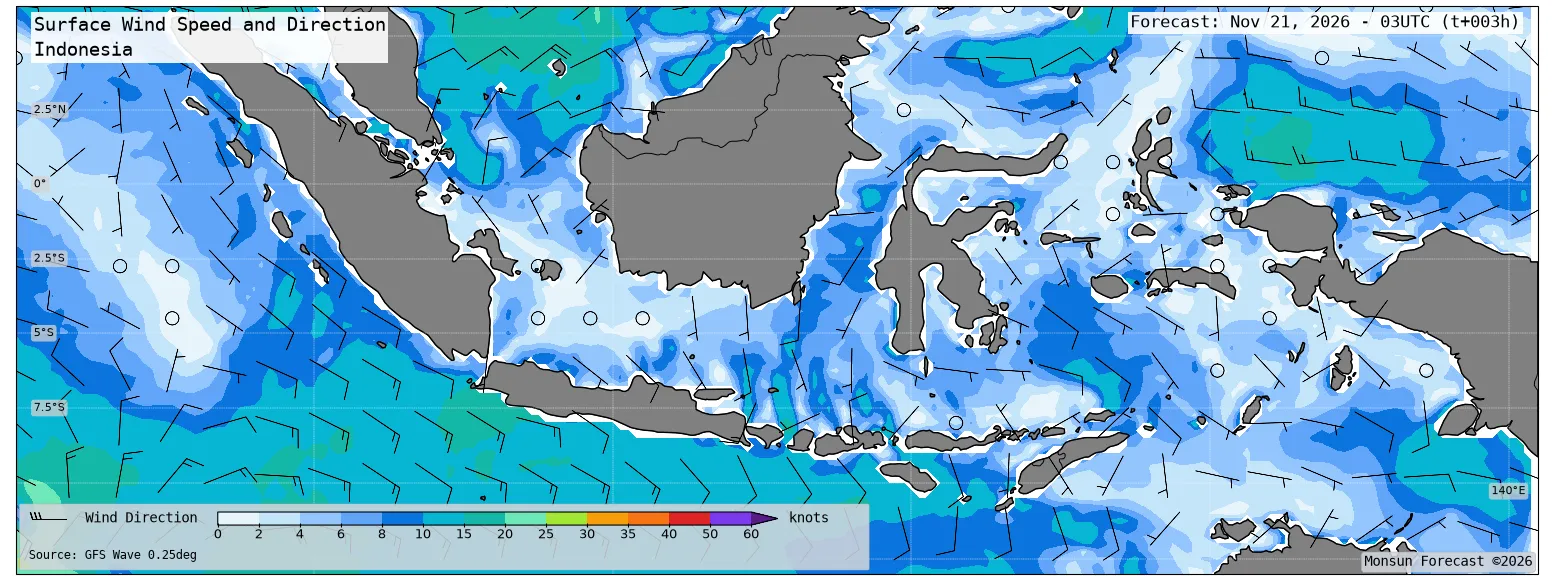 Surface Wind Speed and Direction
Indonesia
Forecast: Nov 21, 2026 - 03UTC (t+003h)
2.5°N
0°
2.5°S
5°S
7.5°S
140°E
Wind Direction
0 2 4 6 8 10 15 20 25 30 35 40 50 60
knots
Source: GFS Wave 0.25deg
Monsun Forecast ©2026